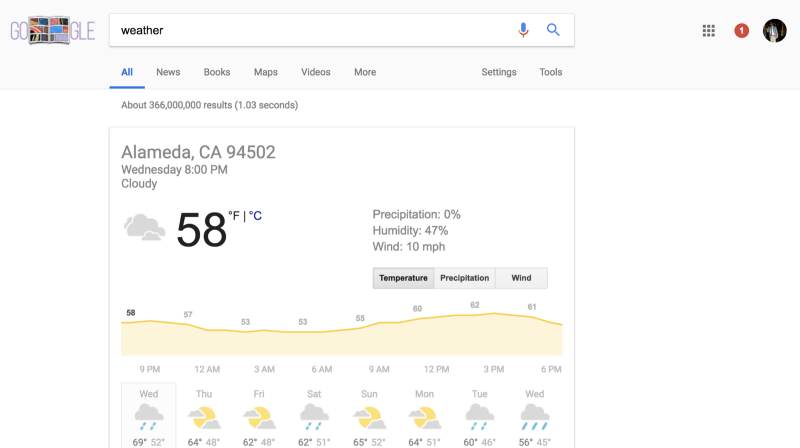 GO GLE
weather
1
All News Books Maps Videos More Settings Tools
About 366,000,000 results (1.03 seconds)
Alameda, CA 94502
Wednesday 8:00 PM
Cloudy
58 °F | °C
Precipitation: 0%
Humidity: 47%
Wind: 10 mph
Temperature Precipitation Wind
58 57 53 53 55 60 62 61
9 PM 12 AM 3 AM 6 AM 9 AM 12 PM 3 PM 6 PM
Wed Thu Fri Sat Sun Mon Tue Wed
69° 52° 64° 48° 62° 48° 62° 51° 65° 52° 64° 51° 60° 46° 56° 45°